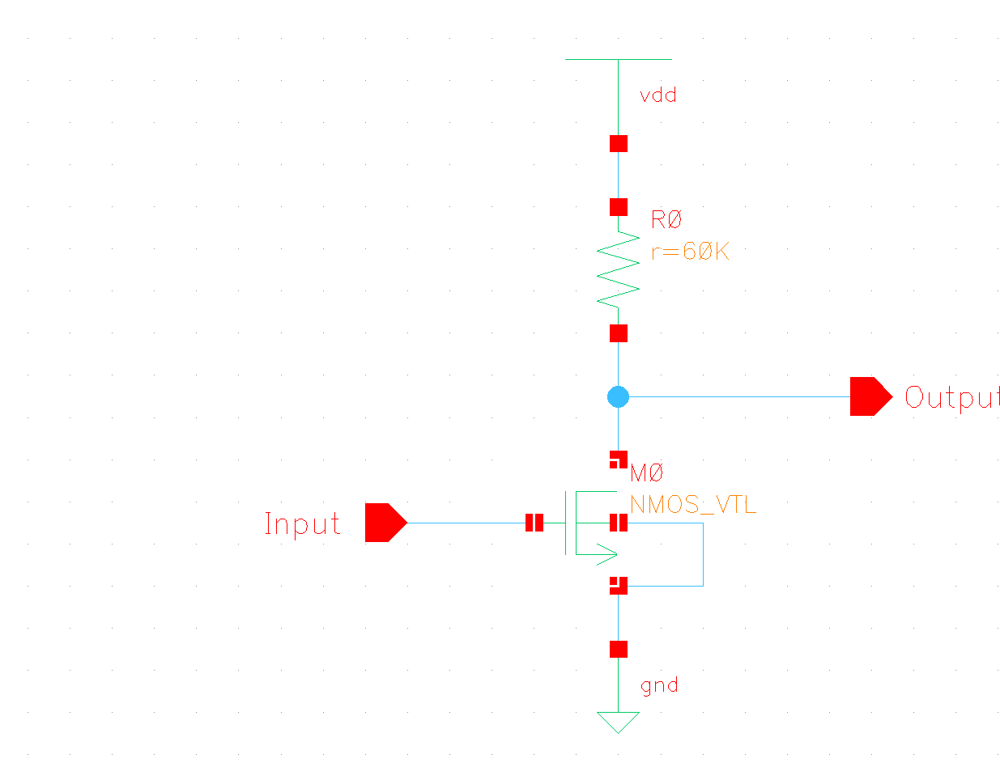 vdd
R0
r=60K
Output
M0
NMOS_VTL
Input
gnd